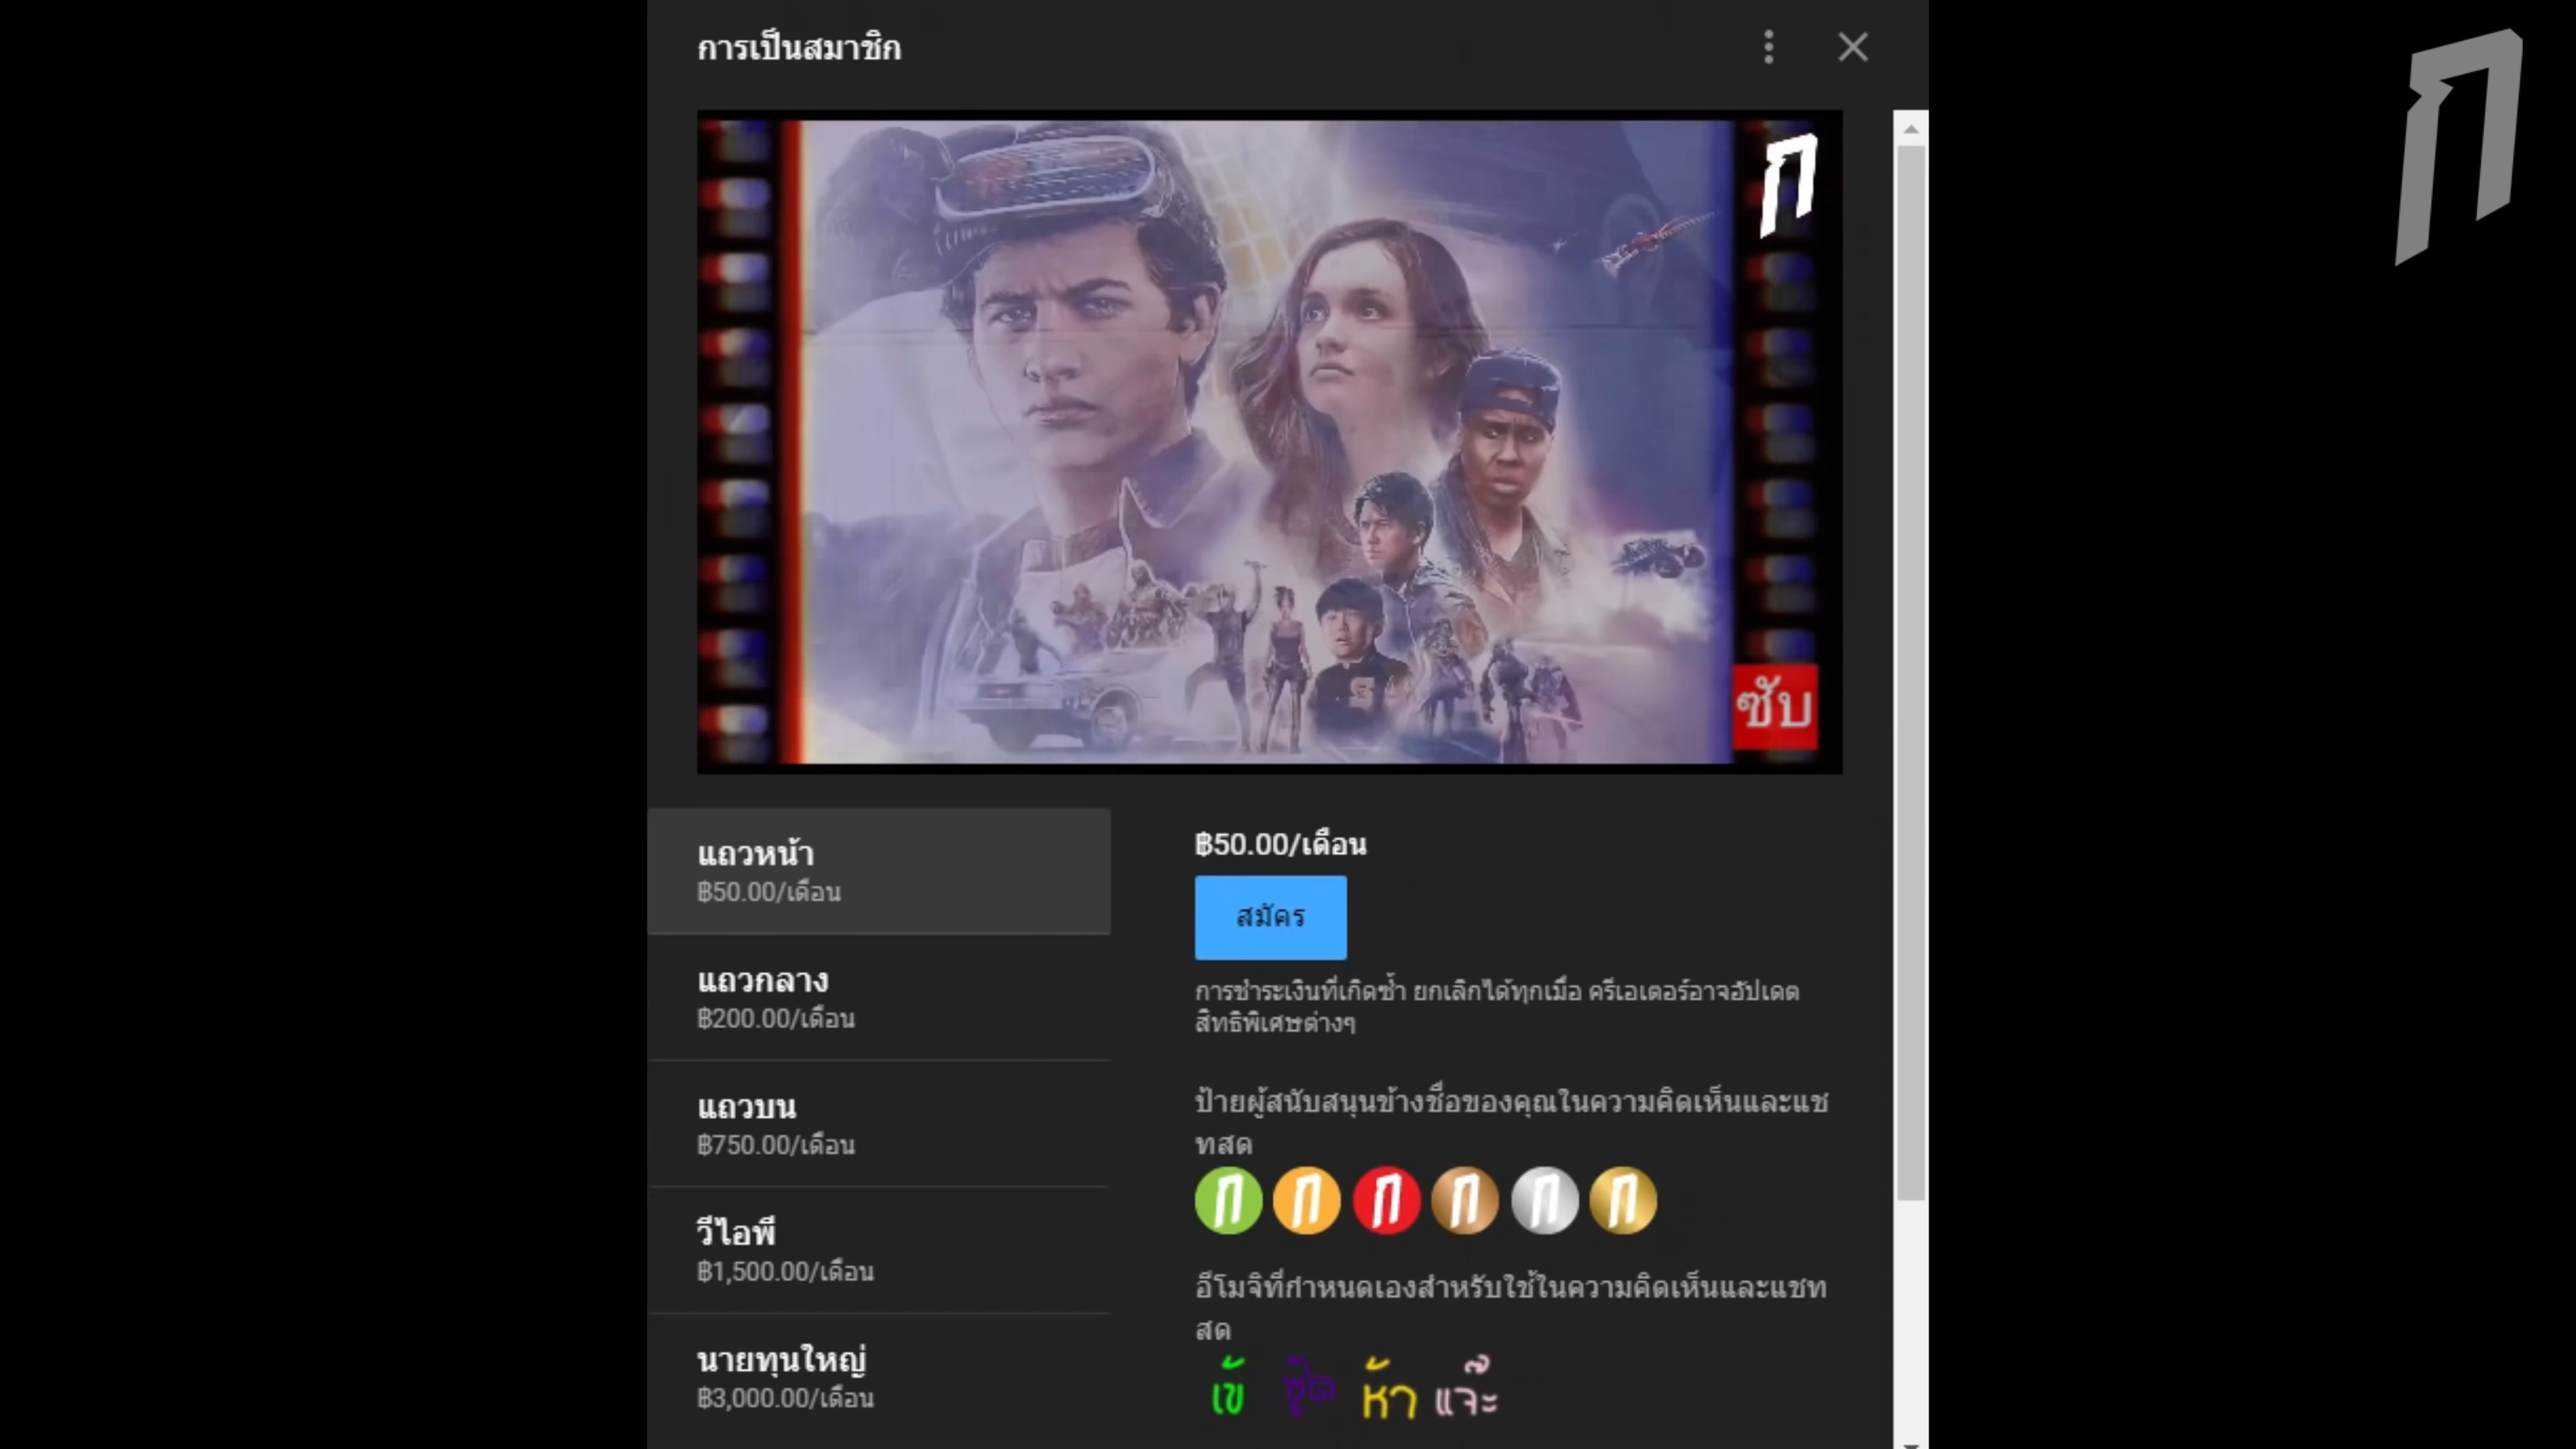 การเป็นสมาชิก
ก
ก
ซับ
แถวหน้า
฿50.00/เดือน
แถวกลาง
฿200.00/เดือน
แถวบน
฿750.00/เดือน
วีไอพี
฿1,500.00/เดือน
นายทุนใหญ่
฿3,000.00/เดือน
฿50.00/เดือน
สมัคร
การชำระเงินที่เกิดซ้ำ ยกเลิกได้ทุกเมื่อ ครีเอเตอร์อาจอัปเดต
สิทธิพิเศษต่างๆ
ป้ายผู้สนับสนุนข้างชื่อของคุณในความคิดเห็นและแช
ทสด
ก ก ก ก ก ก
อีโมจิที่กำหนดเองสำหรับใช้ในความคิดเห็นและแชท
สด
เข้ ห้า แจ๊ะ